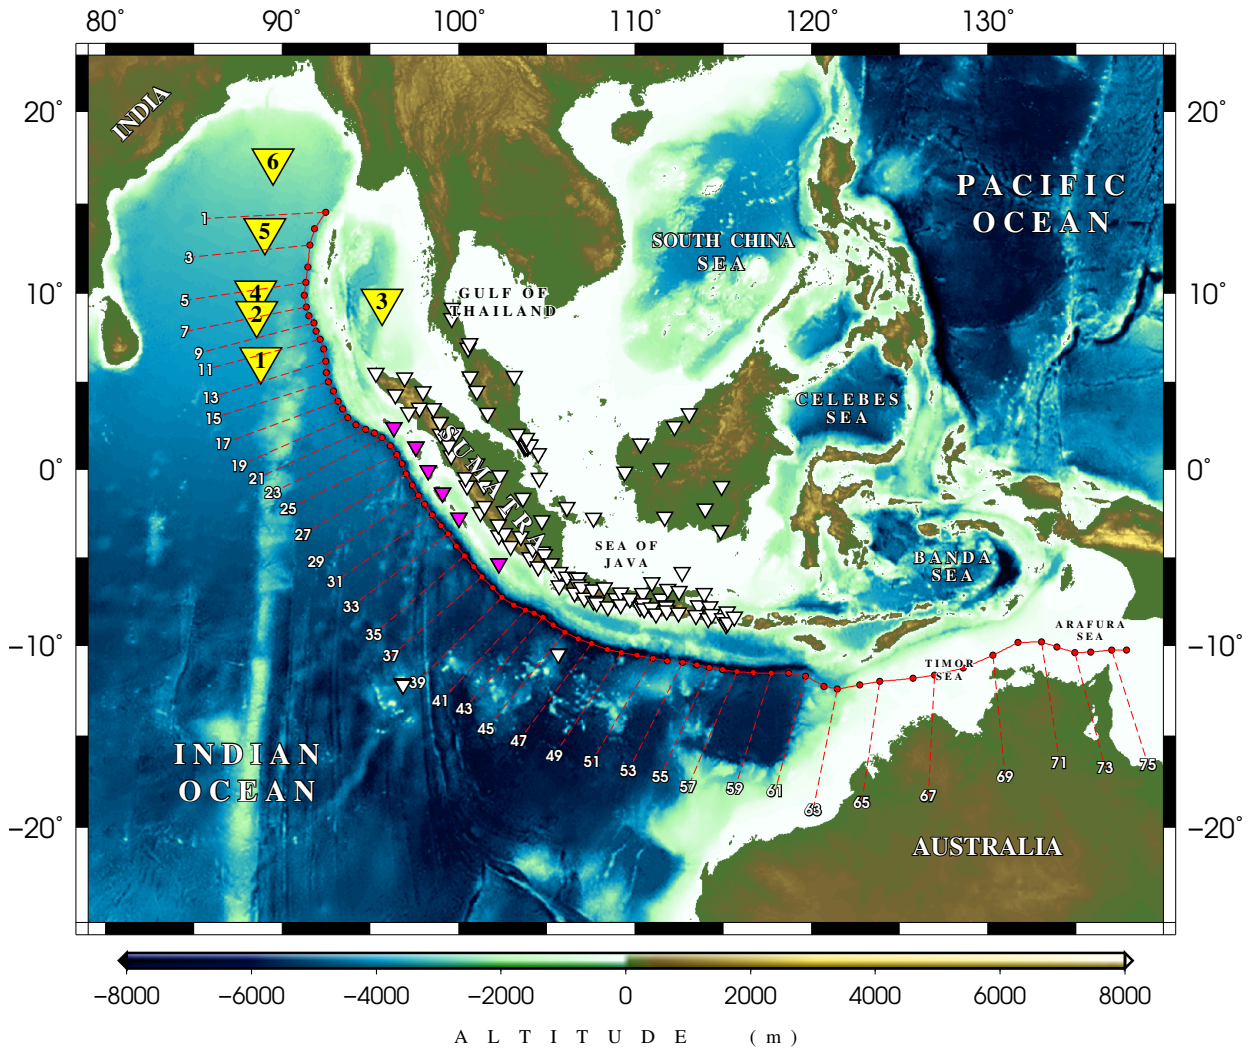 80° 90° 100° 110° 120° 130°
20° 20°
INDIA
6
PACIFIC
OCEAN
1
5
SOUTH CHINA
SEA
3
10° 10°
4
GULF OF
THAILAND
5
3
2
7
9
11
1
13
CELEBES
SEA
15
SUMATRA
17
0° 0°
19
21
23
25
27
SEA OF
JAVA
BANDA
SEA
29
31
33
ARAFURA
SEA
35
−10° −10°
37
TIMOR
SEA
39
41
43
45
47
INDIAN
OCEAN
49
51
53
55
57
59
61
63
65
67
69
71
73
75
−20° −20°
AUSTRALIA
−8000 −6000 −4000 −2000 0 2000 4000 6000 8000
ALTITUDE (m)